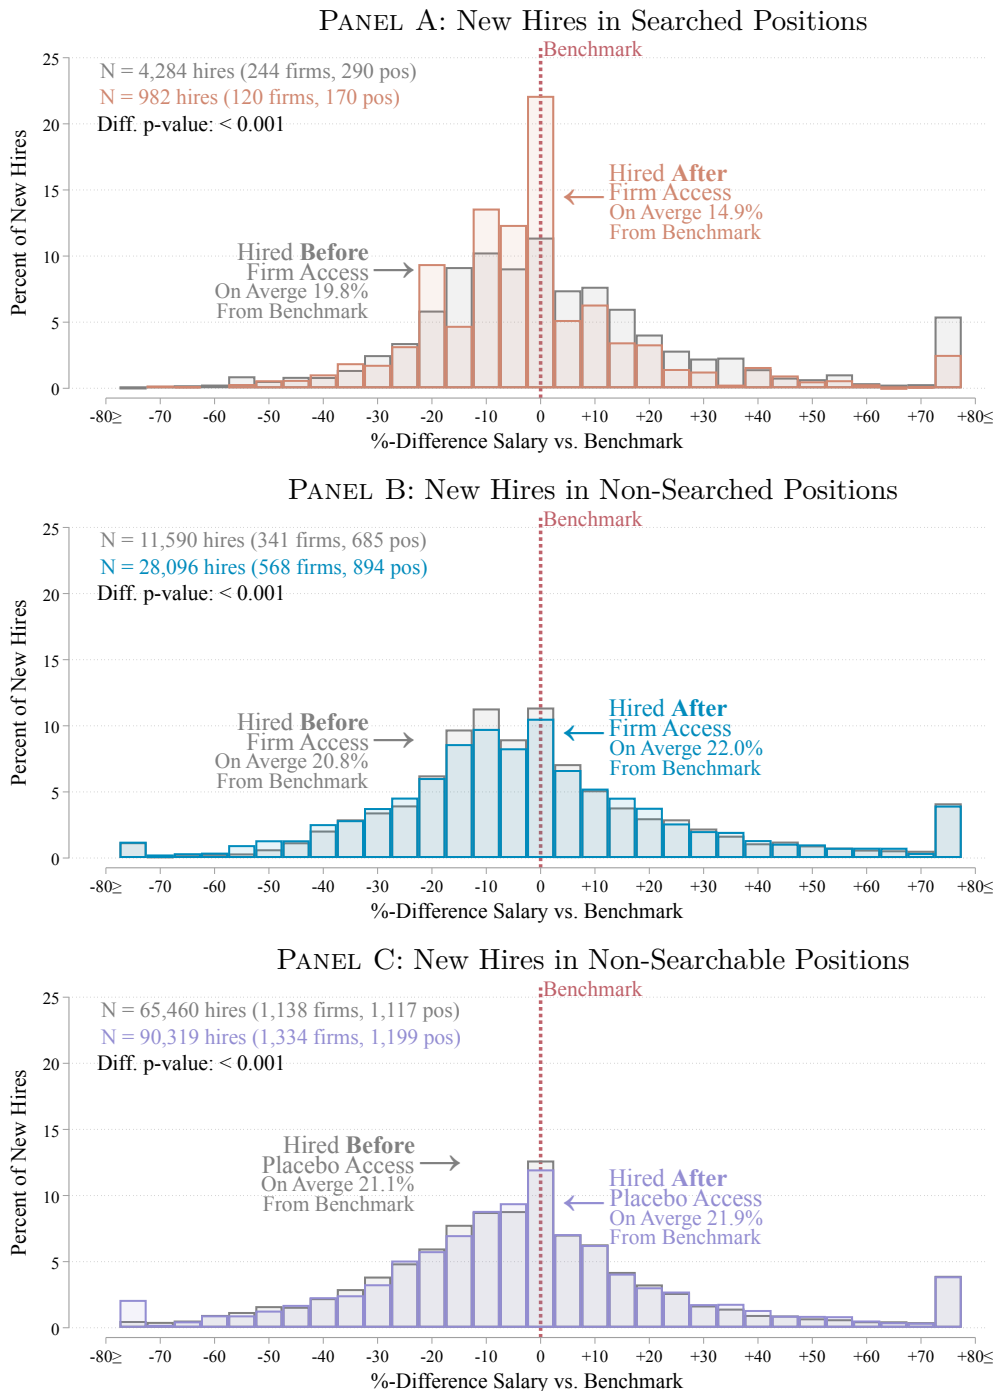 PANEL A: New Hires in Searched Positions
Benchmark
25
20
15
10
5
0
Percent of New Hires
N = 4,284 hires (244 firms, 290 pos)
N = 982 hires (120 firms, 170 pos)
Diff. p-value: < 0.001
Hired Before
Firm Access
On Averge 19.8%
From Benchmark
Hired After
Firm Access
On Averge 14.9%
From Benchmark
-80≥ -70 -60 -50 -40 -30 -20 -10 0 +10 +20 +30 +40 +50 +60 +70 +80≤
%-Difference Salary vs. Benchmark
PANEL B: New Hires in Non-Searched Positions
Benchmark
25
20
15
10
5
0
Percent of New Hires
N = 11,590 hires (341 firms, 685 pos)
N = 28,096 hires (568 firms, 894 pos)
Diff. p-value: < 0.001
Hired Before
Firm Access
On Averge 20.8%
From Benchmark
Hired After
Firm Access
On Averge 22.0%
From Benchmark
-80≥ -70 -60 -50 -40 -30 -20 -10 0 +10 +20 +30 +40 +50 +60 +70 +80≤
%-Difference Salary vs. Benchmark
PANEL C: New Hires in Non-Searchable Positions
Benchmark
25
20
15
10
5
0
Percent of New Hires
N = 65,460 hires (1,138 firms, 1,117 pos)
N = 90,319 hires (1,334 firms, 1,199 pos)
Diff. p-value: < 0.001
Hired Before
Placebo Access
On Averge 21.1%
From Benchmark
Hired After
Placebo Access
On Averge 21.9%
From Benchmark
-80≥ -70 -60 -50 -40 -30 -20 -10 0 +10 +20 +30 +40 +50 +60 +70 +80≤
%-Difference Salary vs. Benchmark